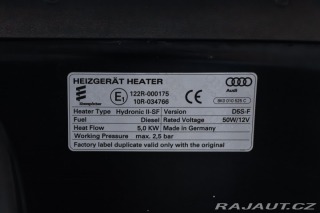 HEIZGERÄT HEATER
E1
122R-000175
10R-034766
Eberspächer
Audi
Heater Type Hydronic II-SF Version D5S-F
Fuel Diesel Rated Voltage 50W/12V
Heat Flow 5,0 KW Made in Germany
Working Pressure max. 2,5 bar
Factory label duplicate valid only with the original
RAJAUT.CZ